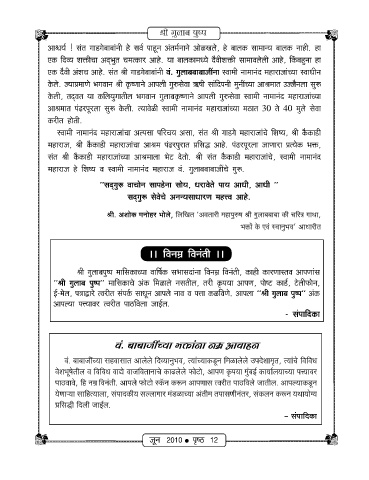 श्री गुलाब पुष्प
आश्चर्य ! संत गाडगेबाबांनी हे सर्व पाहून अंतर्मनाने ओळखले, हे बालक सामान्य बालक नाही. हा
एक दिव्य शक्तीचा अद्भुत चमत्कार आहे. या बालकामध्ये दैवीशक्ती सामावलेली आहे, किंबहुना हा
एक दैवी अंशच आहे. संत श्री गाडगेबाबांनी वं. गुलाबबाबाजींना स्वामी नामानंद महाराजांच्या स्वाधीन
केले. ज्याप्रमाणे भगवान श्री कृष्णाने आपली गुरुसेवा ऋषी सांदिपनी मुनींच्या आश्रमात उज्जैनला सुरू
केली, तद्वत या कलियुगातील भगवान गुलाबकृष्णाने आपली गुरुसेवा स्वामी नामानंद महाराजांच्या
आश्रमात पंढरपूरला सुरू केली. त्यावेळी स्वामी नामानंद महाराजांच्या मठात 30 ते 40 मुले सेवा
करीत होती.
स्वामी नामानंद महाराजांचा अल्पसा परिचय असा, संत श्री गाडगे महाराजांचे शिष्य, श्री कैकाडी
महाराज, श्री कैकाडी महाराजांचा आश्रम पंढरपुरात प्रसिद्ध आहे. पंढरपूरला जाणारा प्रत्येक भक्त,
संत श्री कैकाडी महाराजांच्या आश्रमाला भेट देतो. श्री संत कैकाडी महाराजांचे, स्वामी नामानंद
महाराज हे शिष्य व स्वामी नामानंद महाराज वं. गुलाबबाबाजींचे गुरू.
"सद्गुरू वाचोन सापडेना सोय, धरावेते पाय आधी, आधी "
सद्गुरू सेवेचे अनन्यसाधारण महत्त्व आहे.
श्री. अशोक मनोहर भोले, लिखित 'अवतारी महापुरुष श्री गुलाबबाबा की चरित्र गाथा,
भक्तों के एवं स्वानुभव' आधारीत
।। विनम्र विनंती ।।
श्री गुलाबपुष्प मासिकाच्या वार्षिक सभासदांना विनम्र विनंती, काही कारणास्तव आपणांस
"श्री गुलाब पुष्प" मासिकाचे अंक मिळाले नसतील, तरी कृपया आपण, पोष्ट कार्ड, टेलीफोन,
ई-मेल, पत्राद्वारे त्वरीत संपर्क साधून आपले नाव व पत्ता कळविणे, आपला "श्री गुलाब पुष्प" अंक
आपल्या पत्त्यावर त्वरीत पाठविला जाईल.
- संपादिका
वं. बाबाजींच्या भक्तांना नम्र आवाहन
वं. बाबाजींच्या सहवासात आलेले दिव्यानुभव, त्यांच्याकडून मिळालेले उपदेशामृत, त्यांचे विविध
वेशभूषेतील व विविध वाद्ये वाजविताना​चे काढलेले फोटो, आपण कृपया मुंबई कार्यालयाच्या पत्त्यावर
पाठवावे, हि नम्र विनंती. आपले फोटो स्कॅन करून आपणास त्वरीत पाठविले जातील. आपल्याकडून
येणाऱ्या साहित्याला, संपादकीय सल्लागार मंडळाच्या अंतीम तपासणीनंतर, संकलन करून यथायोग्य
प्रसिद्धी दिली जाईल.
- संपादिका
जून 2010 ● पृष्ठ 12